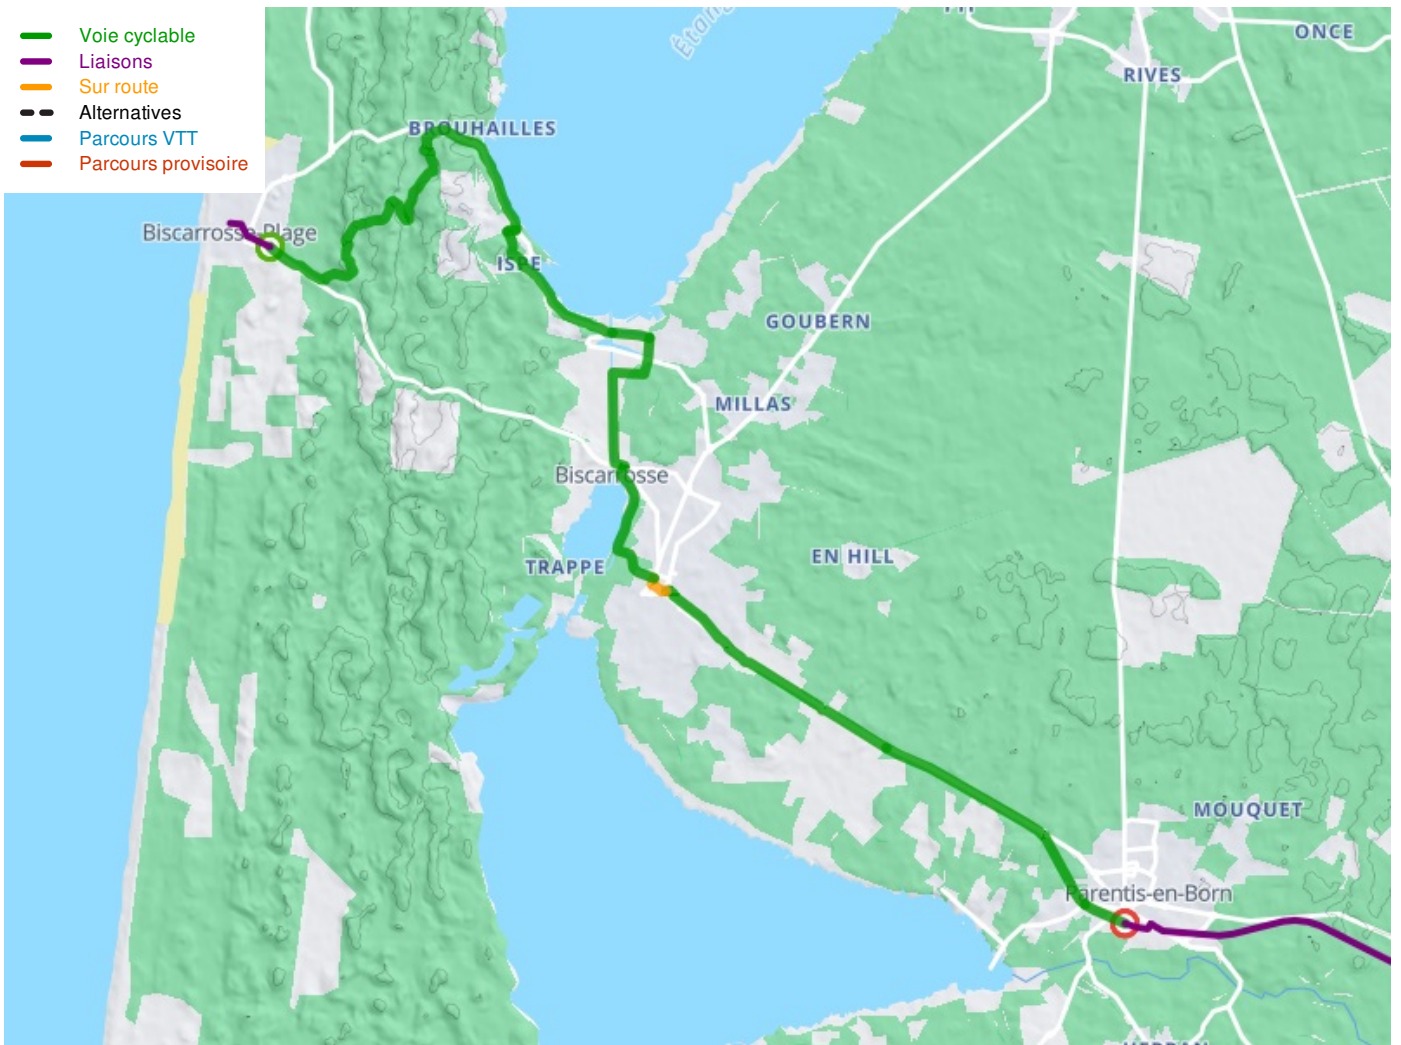 Voie cyclable
Liaisons
Sur route
Alternatives
Parcours VTT
Parcours provisoire
Étang
ONCE
RIVES
BROUHAILLES
Biscarrosse-Plage
ISPE
GOUBERN
MILLAS
Biscarrosse
EN HILL
TRAPPE
MOUQUET
Parentis-en-Born